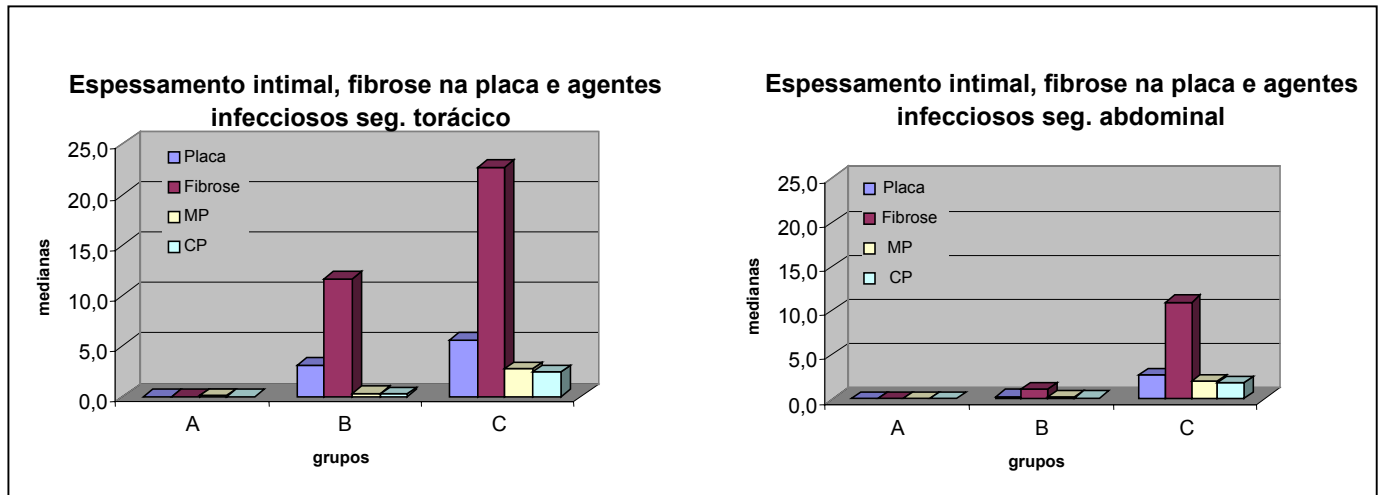 Espessamento intimal, fibrose na placa e agentes
infecciosos seg. torácico
25,0
20,0
15,0
10,0
5,0
0,0
medianas
Placa
Fibrose
MP
CP
A B C
grupos
Espessamento intimal, fibrose na placa e agentes
infecciosos seg. abdominal
25,0
20,0
15,0
10,0
5,0
0,0
medianas
Placa
Fibrose
MP
CP
A B C
grupos